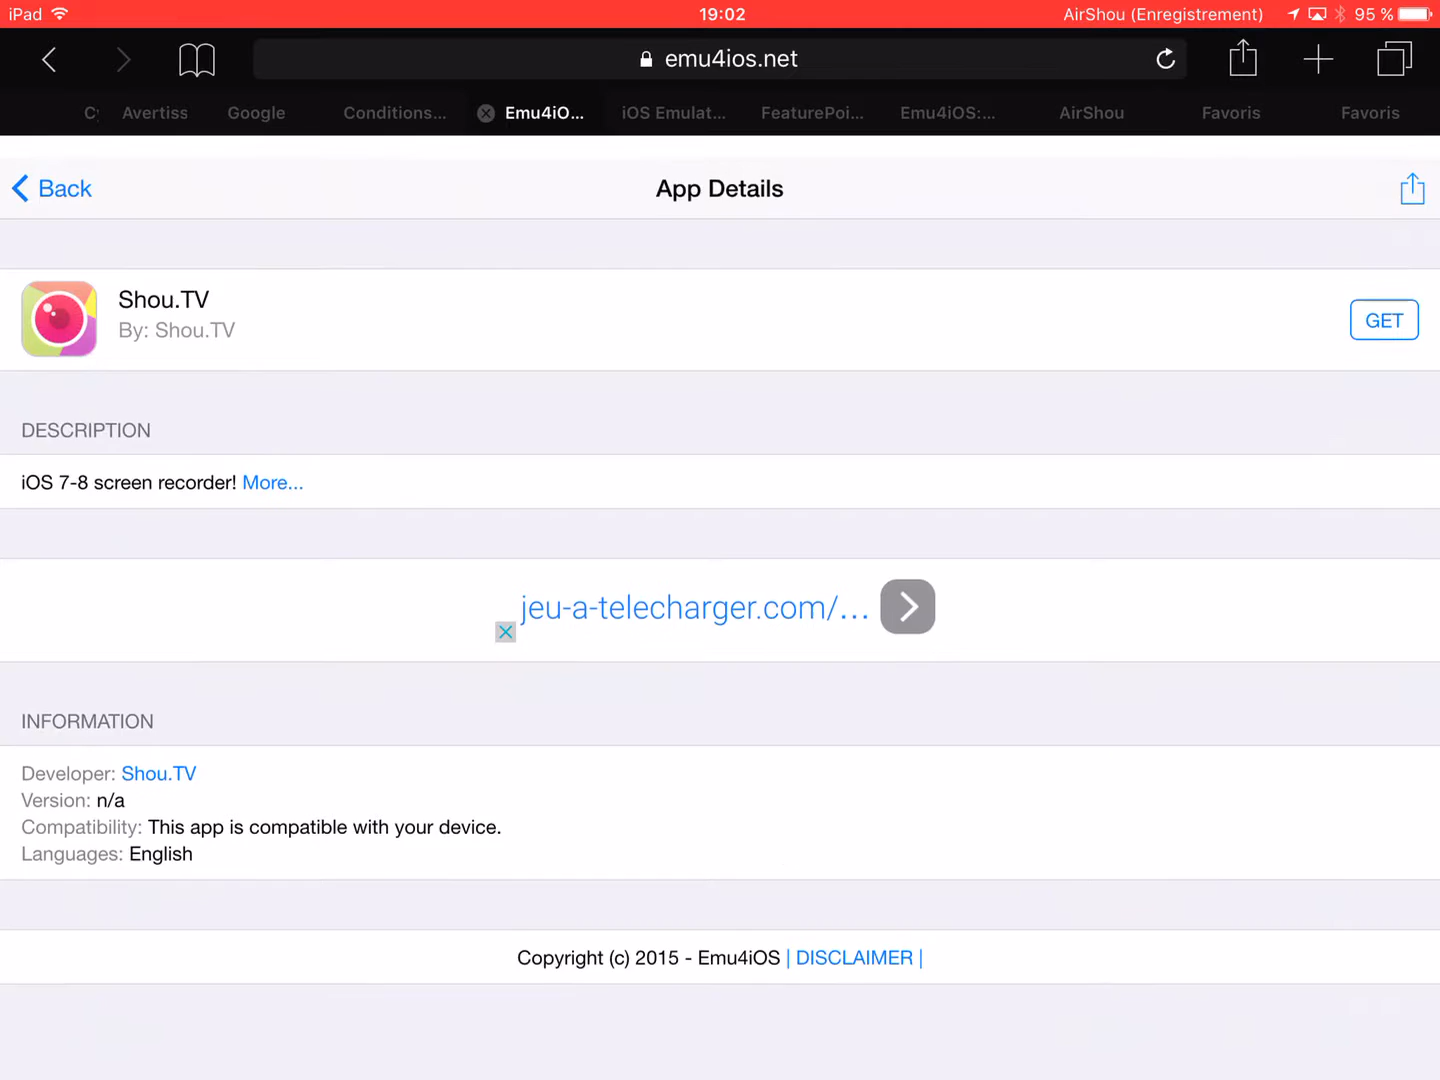 iPad 19:02 AirShou (Enregistrement) 95 %
emu4ios.net
Avertiss Google Conditions... Emu4iO... iOS Emulat... FeaturePoi... Emu4iOS:... AirShou Favoris Favoris
Back App Details
Shou.TV
By: Shou.TV
GET
DESCRIPTION
iOS 7-8 screen recorder! More...
jeu-a-telecharger.com/...
INFORMATION
Developer: Shou.TV
Version: n/a
Compatibility: This app is compatible with your device.
Languages: English
Copyright (c) 2015 - Emu4iOS | DISCLAIMER |